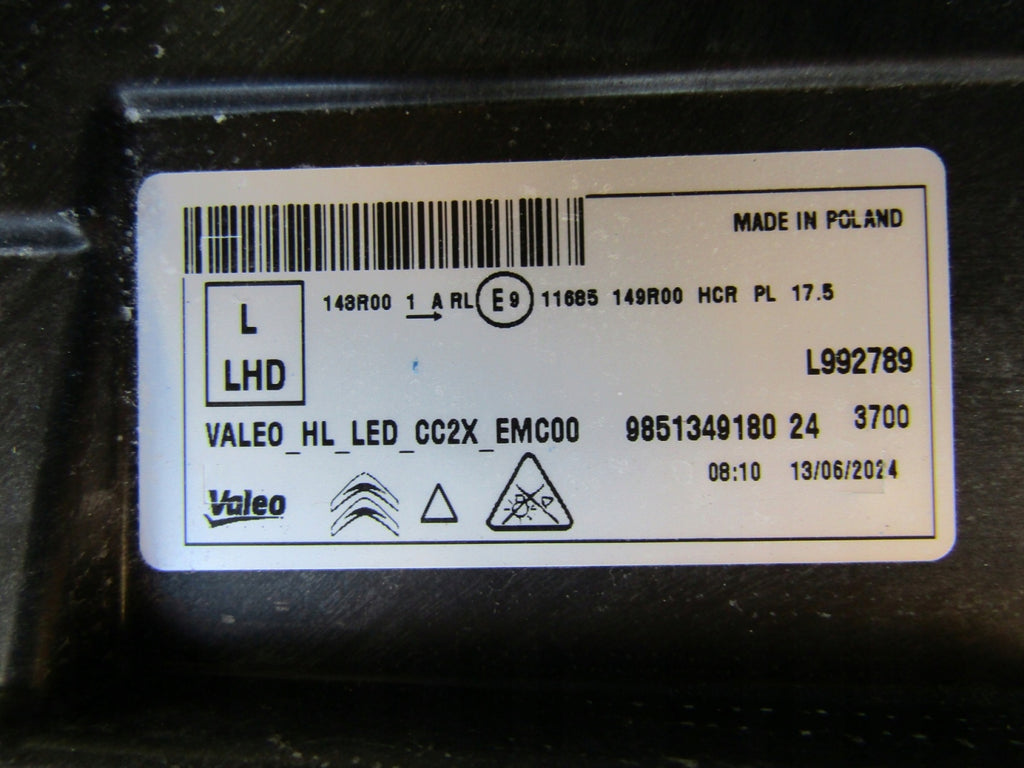 MADE IN POLAND
148R00 1 A RL E9 11685 149R00 HCR PL 17.5
L
LHD
L992789
VALEO_HL_LED_CC2X_EMC00 9851349180 24 3700
08:10 13/06/2024
Valeo